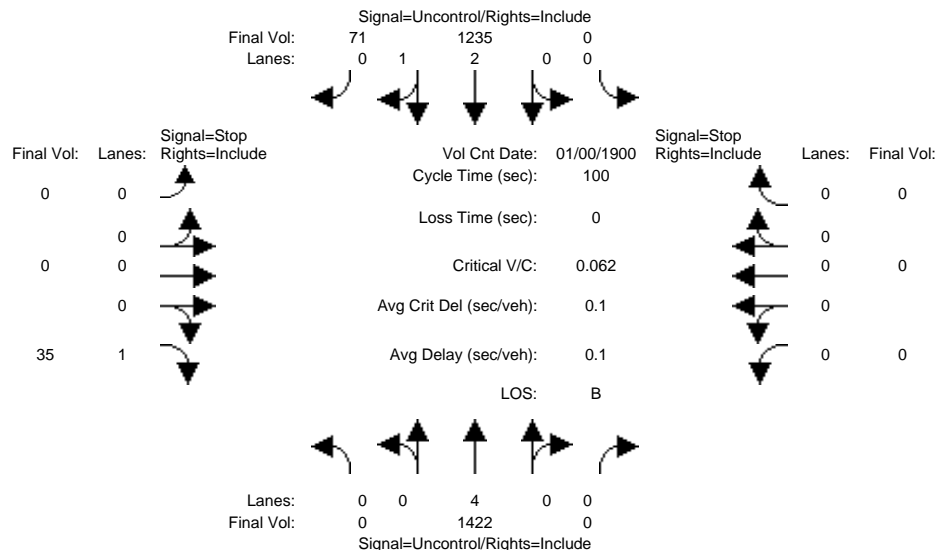 Signal=Uncontrol/Rights=Include
Final Vol: 71 1235 0
Lanes: 0 1 2 0 0
Signal=Stop Signal=Stop
Final Vol: Lanes: Rights=Include Vol Cnt Date: 01/00/1900 Rights=Include Lanes: Final Vol:
Cycle Time (sec): 100
0 0 0 0
Loss Time (sec): 0
0 0
0 0 Critical V/C: 0.062 0 0
0 Avg Crit Del (sec/veh): 0.1 0
35 1 Avg Delay (sec/veh): 0.1 0 0
LOS: B
Lanes: 0 0 4 0 0
Final Vol: 0 1422 0
Signal=Uncontrol/Rights=Include